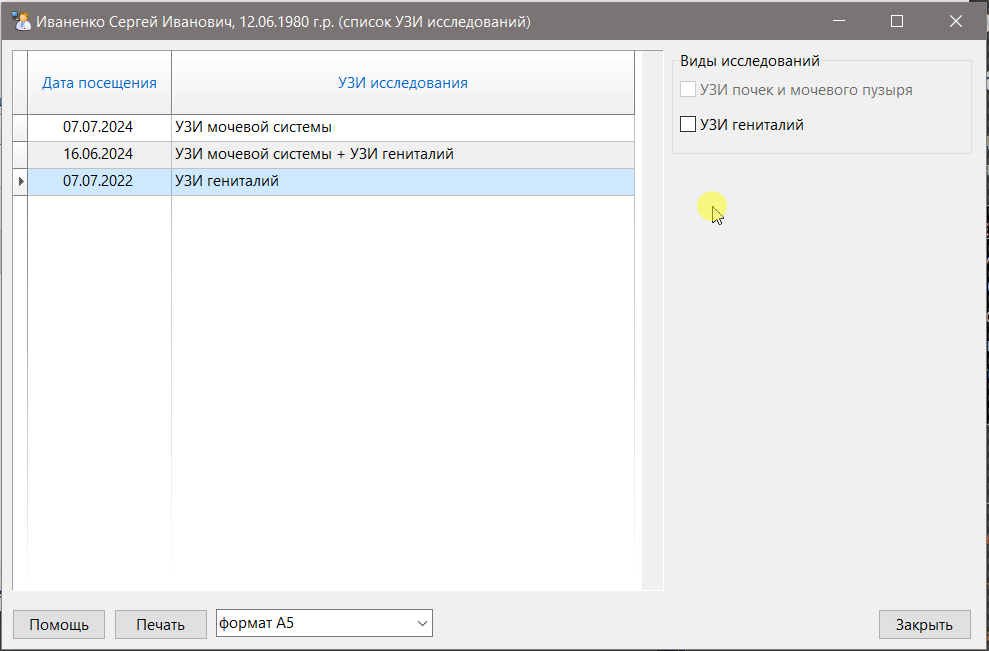 Иваненко Сергей Иванович, 12.06.1980 г.р. (список УЗИ исследований)
Дата посещения УЗИ исследования
07.07.2024 УЗИ мочевой системы
16.06.2024 УЗИ мочевой системы + УЗИ гениталий
07.07.2022 УЗИ гениталий
Виды исследований
УЗИ почек и мочевого пузыря
УЗИ гениталий
Помощь Печать формат А5 Закрыть